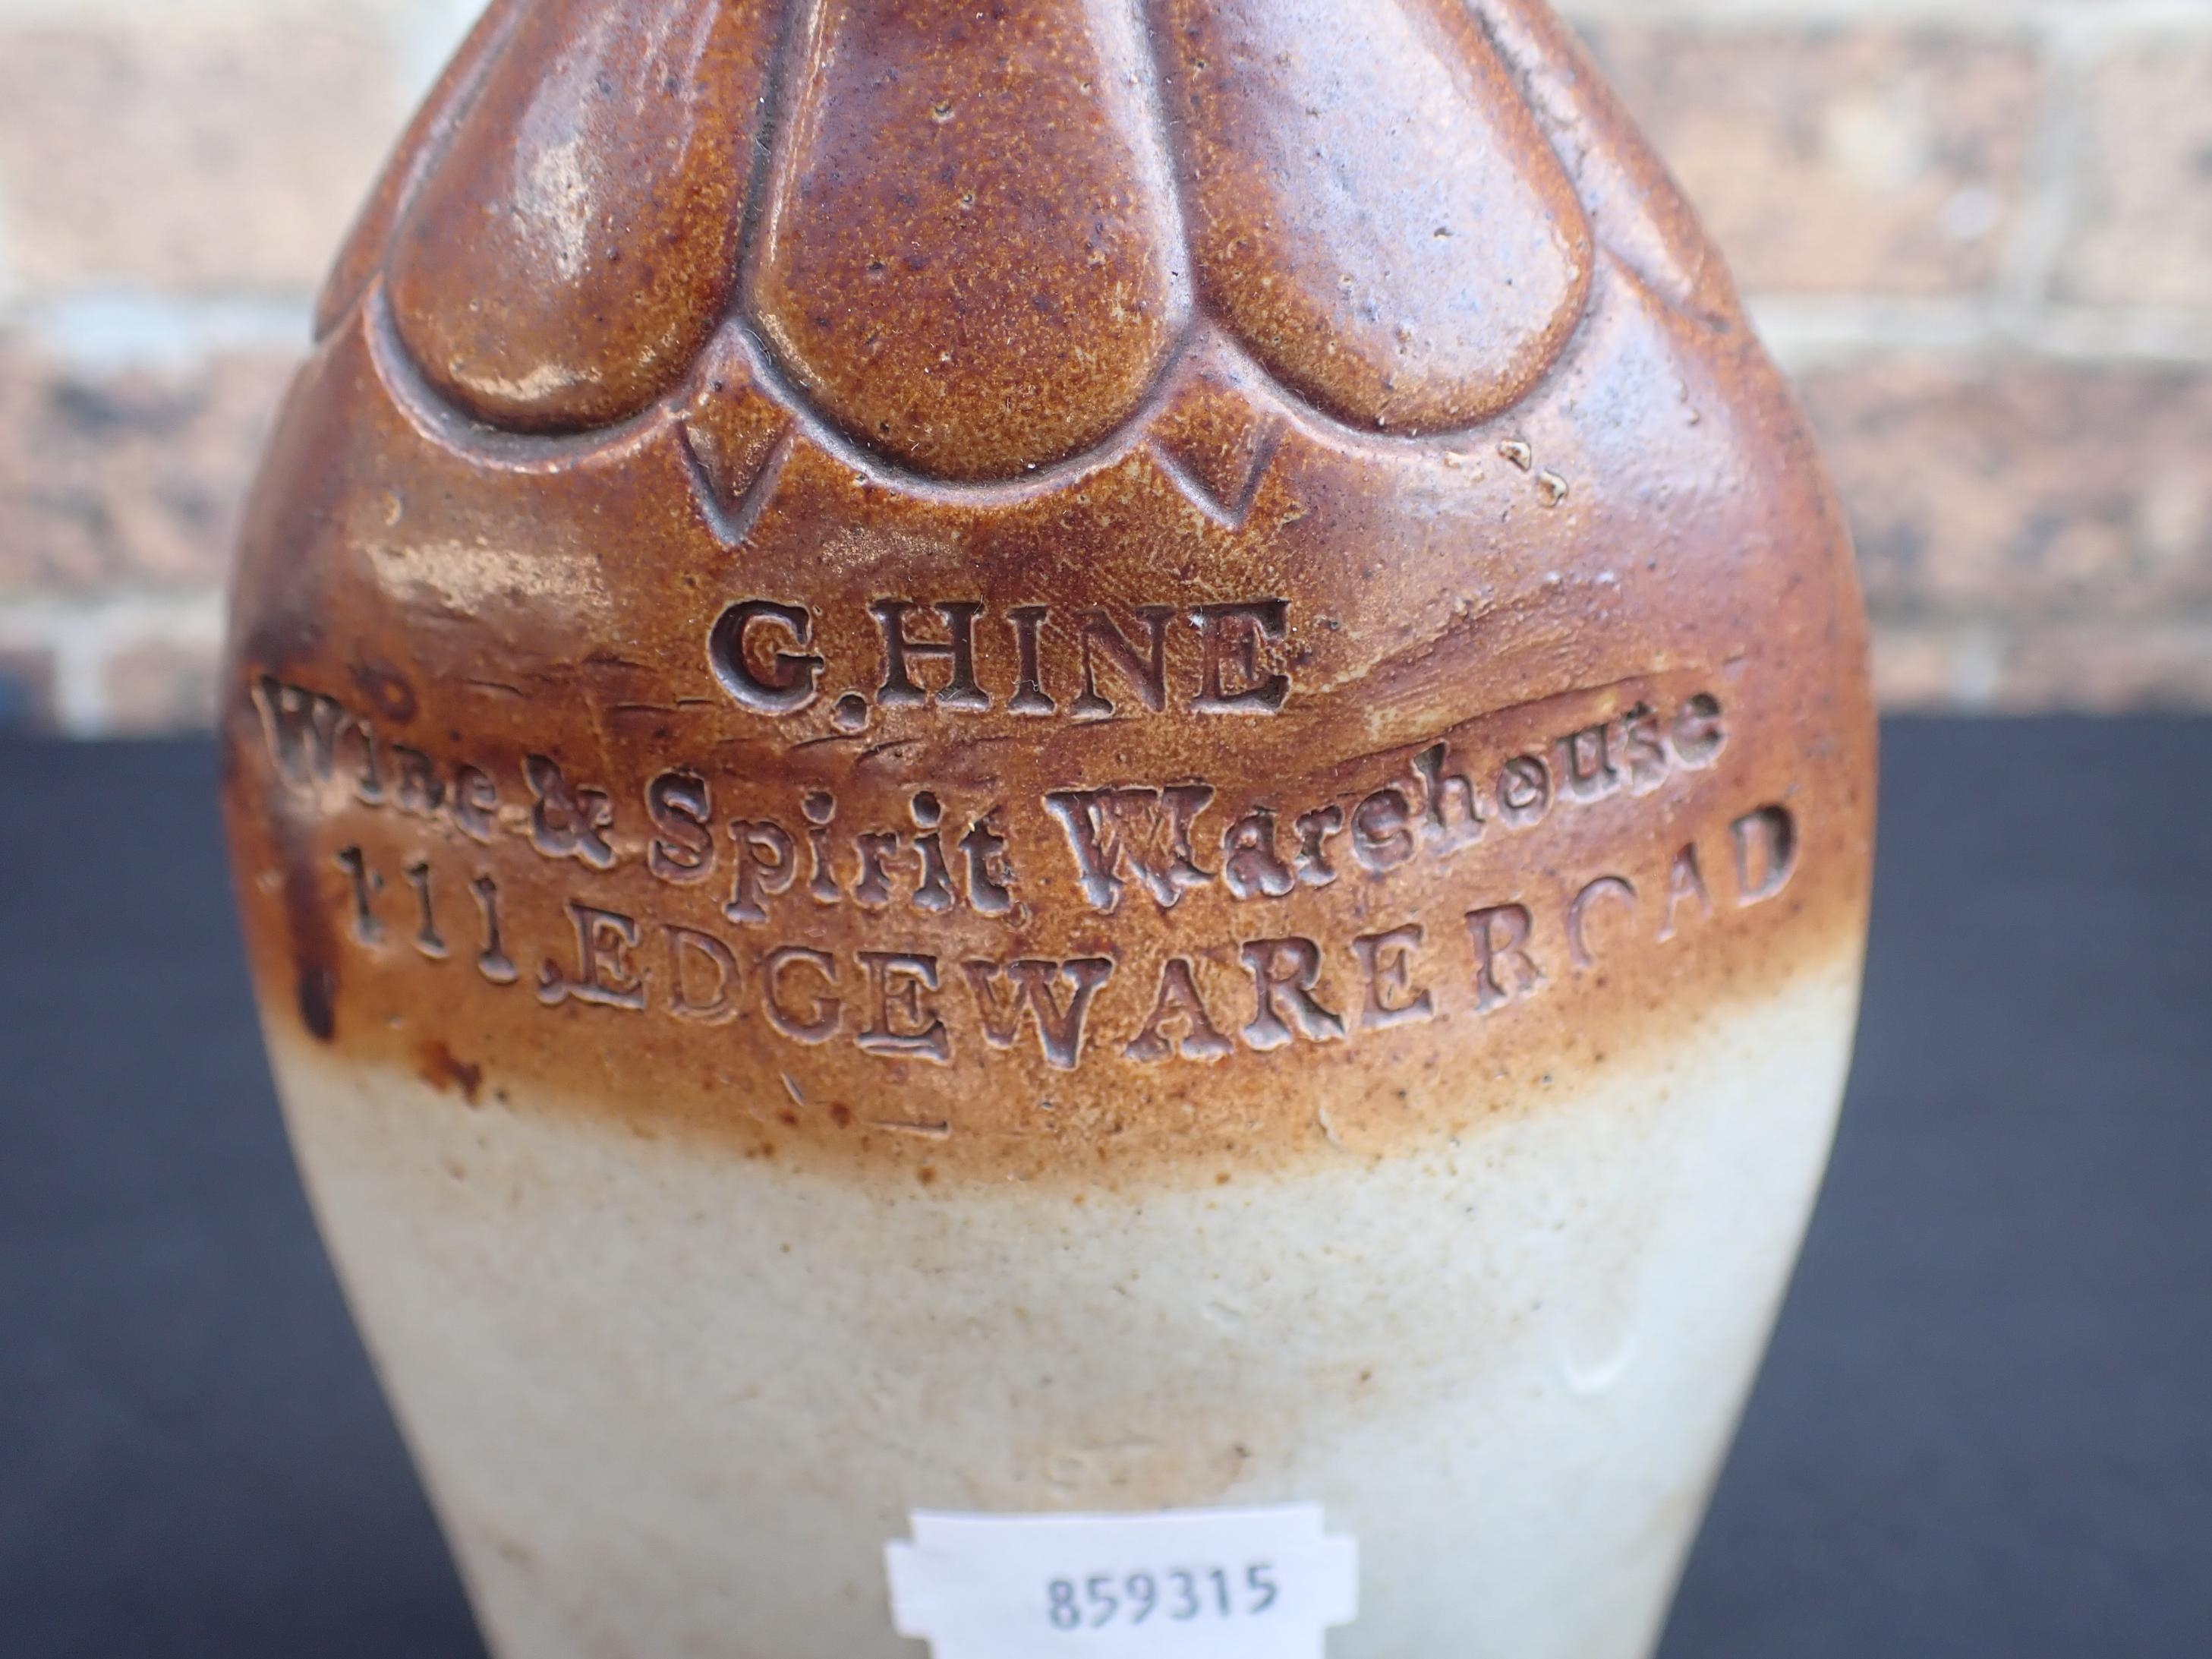 G.HINE
Wine & Spirit Warehouse
111,EDGEWARE ROAD
859315